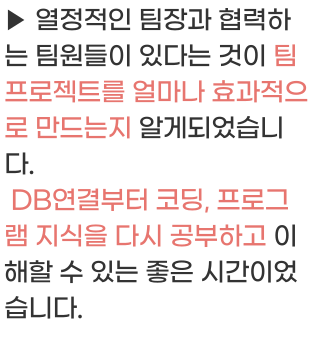 ▶ 열정적인 팀장과 협력하
는 팀원들이 있다는 것이 팀
프로젝트를 얼마나 효과적으
로 만드는지 알게되었습니
다.
DB연결부터 코딩, 프로그
램 지식을 다시 공부하고 이
해할 수 있는 좋은 시간이었
습니다.